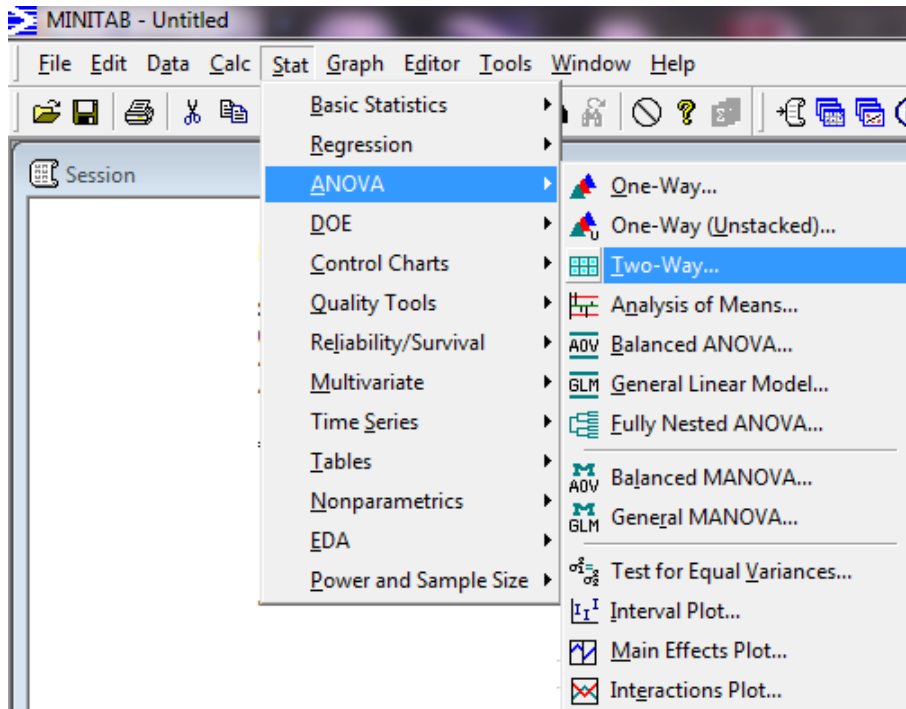 MINITAB - Untitled
File Edit Data Calc Stat Graph Editor Tools Window Help
Session
Basic Statistics
Regression
ANOVA
DOE
Control Charts
Quality Tools
Reliability/Survival
Multivariate
Time Series
Tables
Nonparametrics
EDA
Power and Sample Size
One-Way...
One-Way (Unstacked)...
Two-Way...
Analysis of Means...
AOV Balanced ANOVA...
GLM General Linear Model...
Fully Nested ANOVA...
M AOV Balanced MANOVA...
M GLM General MANOVA...
Test for Equal Variances...
Interval Plot...
Main Effects Plot...
Interactions Plot...